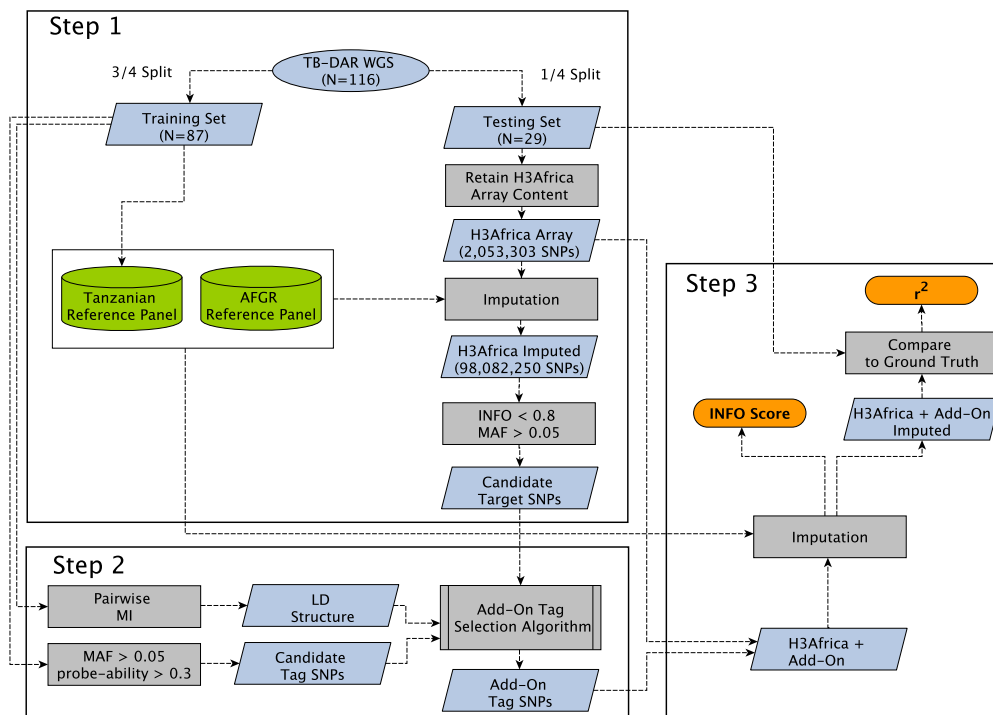 Step 1
TB-DAR WGS
(N=116)
3/4 Split
1/4 Split
Training Set
(N=87)
Testing Set
(N=29)
Retain H3Africa
Array Content
H3Africa Array
(2,053,303 SNPs)
Tanzanian
Reference Panel
AFGR
Reference Panel
Imputation
H3Africa Imputed
(98,082,250 SNPs)
INFO < 0.8
MAF > 0.05
Candidate
Target SNPs
Step 2
Pairwise
MI
LD
Structure
Add-On Tag
Selection Algorithm
MAF > 0.05
probe-ability > 0.3
Candidate
Tag SNPs
Add-On
Tag SNPs
Step 3
r²
Compare
to Ground Truth
INFO Score
H3Africa + Add-On
Imputed
Imputation
H3Africa +
Add-On